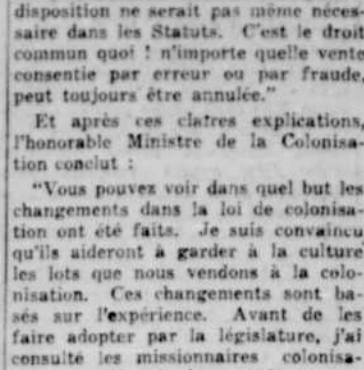 disposition ne serait pas même néces-
saire dans les Statuts. C'est le droit
commun quoi ! n'importe quelle vente
consentie par erreur ou par fraude,
peut toujours être annulée."
Et après ces claires explications,
l'honorable Ministre de la Colonisa-
tion conclut :
"Vous pouvez voir dans quel but les
changements dans la loi de colonisa-
tion ont été faits. Je suis convaincu
qu'ils aideront à garder à la culture
les lots que nous vendons à la colo-
nisation. Ces changements sont ba-
sés sur l'expérience. Avant de les
faire adopter par la législature, j'ai
consulté les missionnaires colonisa-